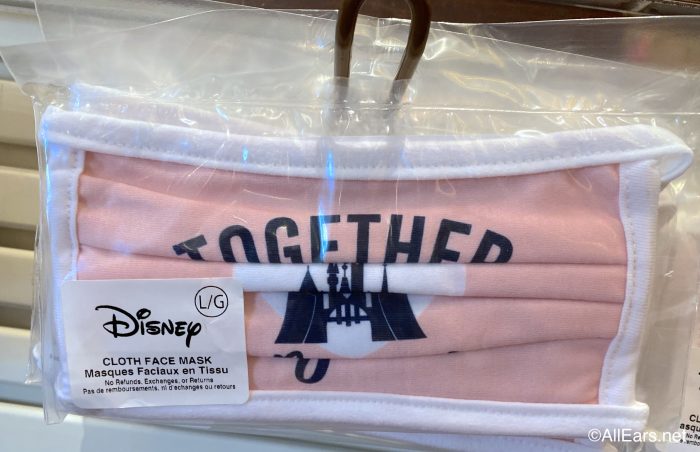 TOGETHER
L/G
Disney
CLOTH FACE MASK
Masques Faciaux en Tissu
No Refunds, Exchanges, or Returns
Pas de remboursements, ni d'échanges ou retours
©AllEars.net